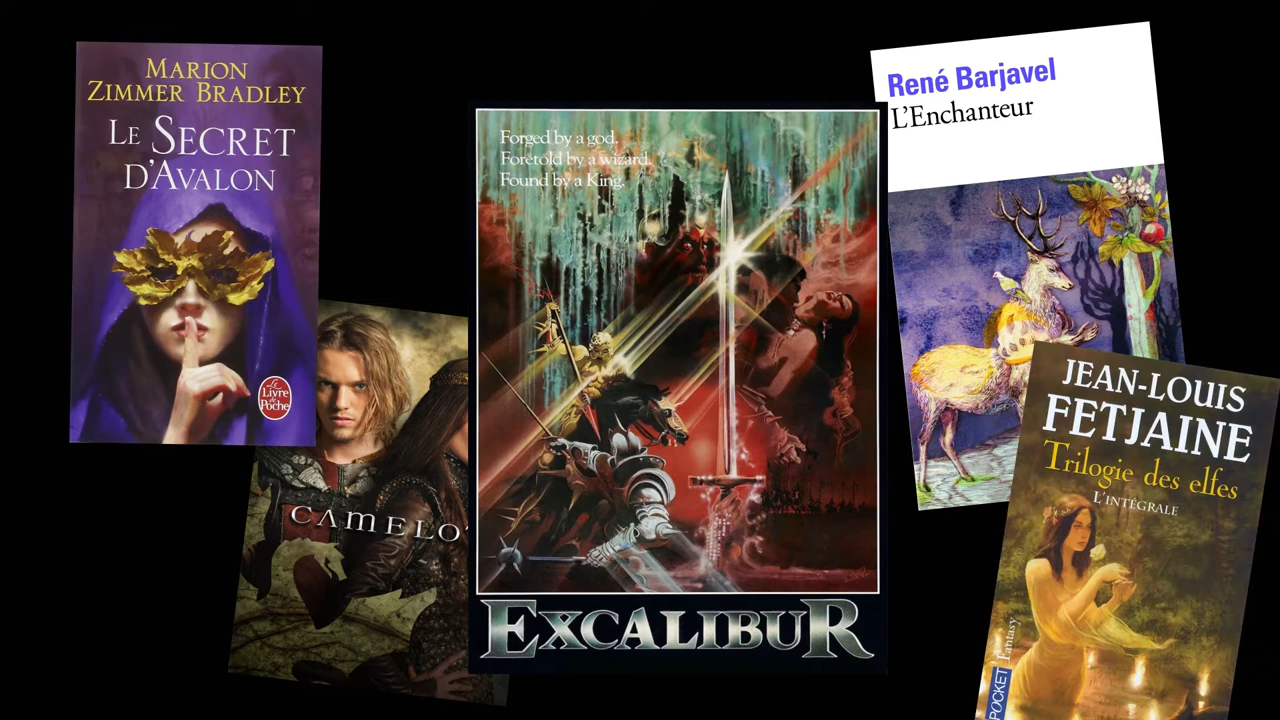 MARION
ZIMMER BRADLEY
LE SECRET
D'AVALON
Le
Livre
de
Poche
CAMELO
Forged by a god.
Foretold by a wizard.
Found by a King.
EXCALIBUR
René Barjavel
L'Enchanteur
JEAN-LOUIS
FETJAINE
Trilogie des elfes
L'INTÉGRALE
POCKET Fantasy